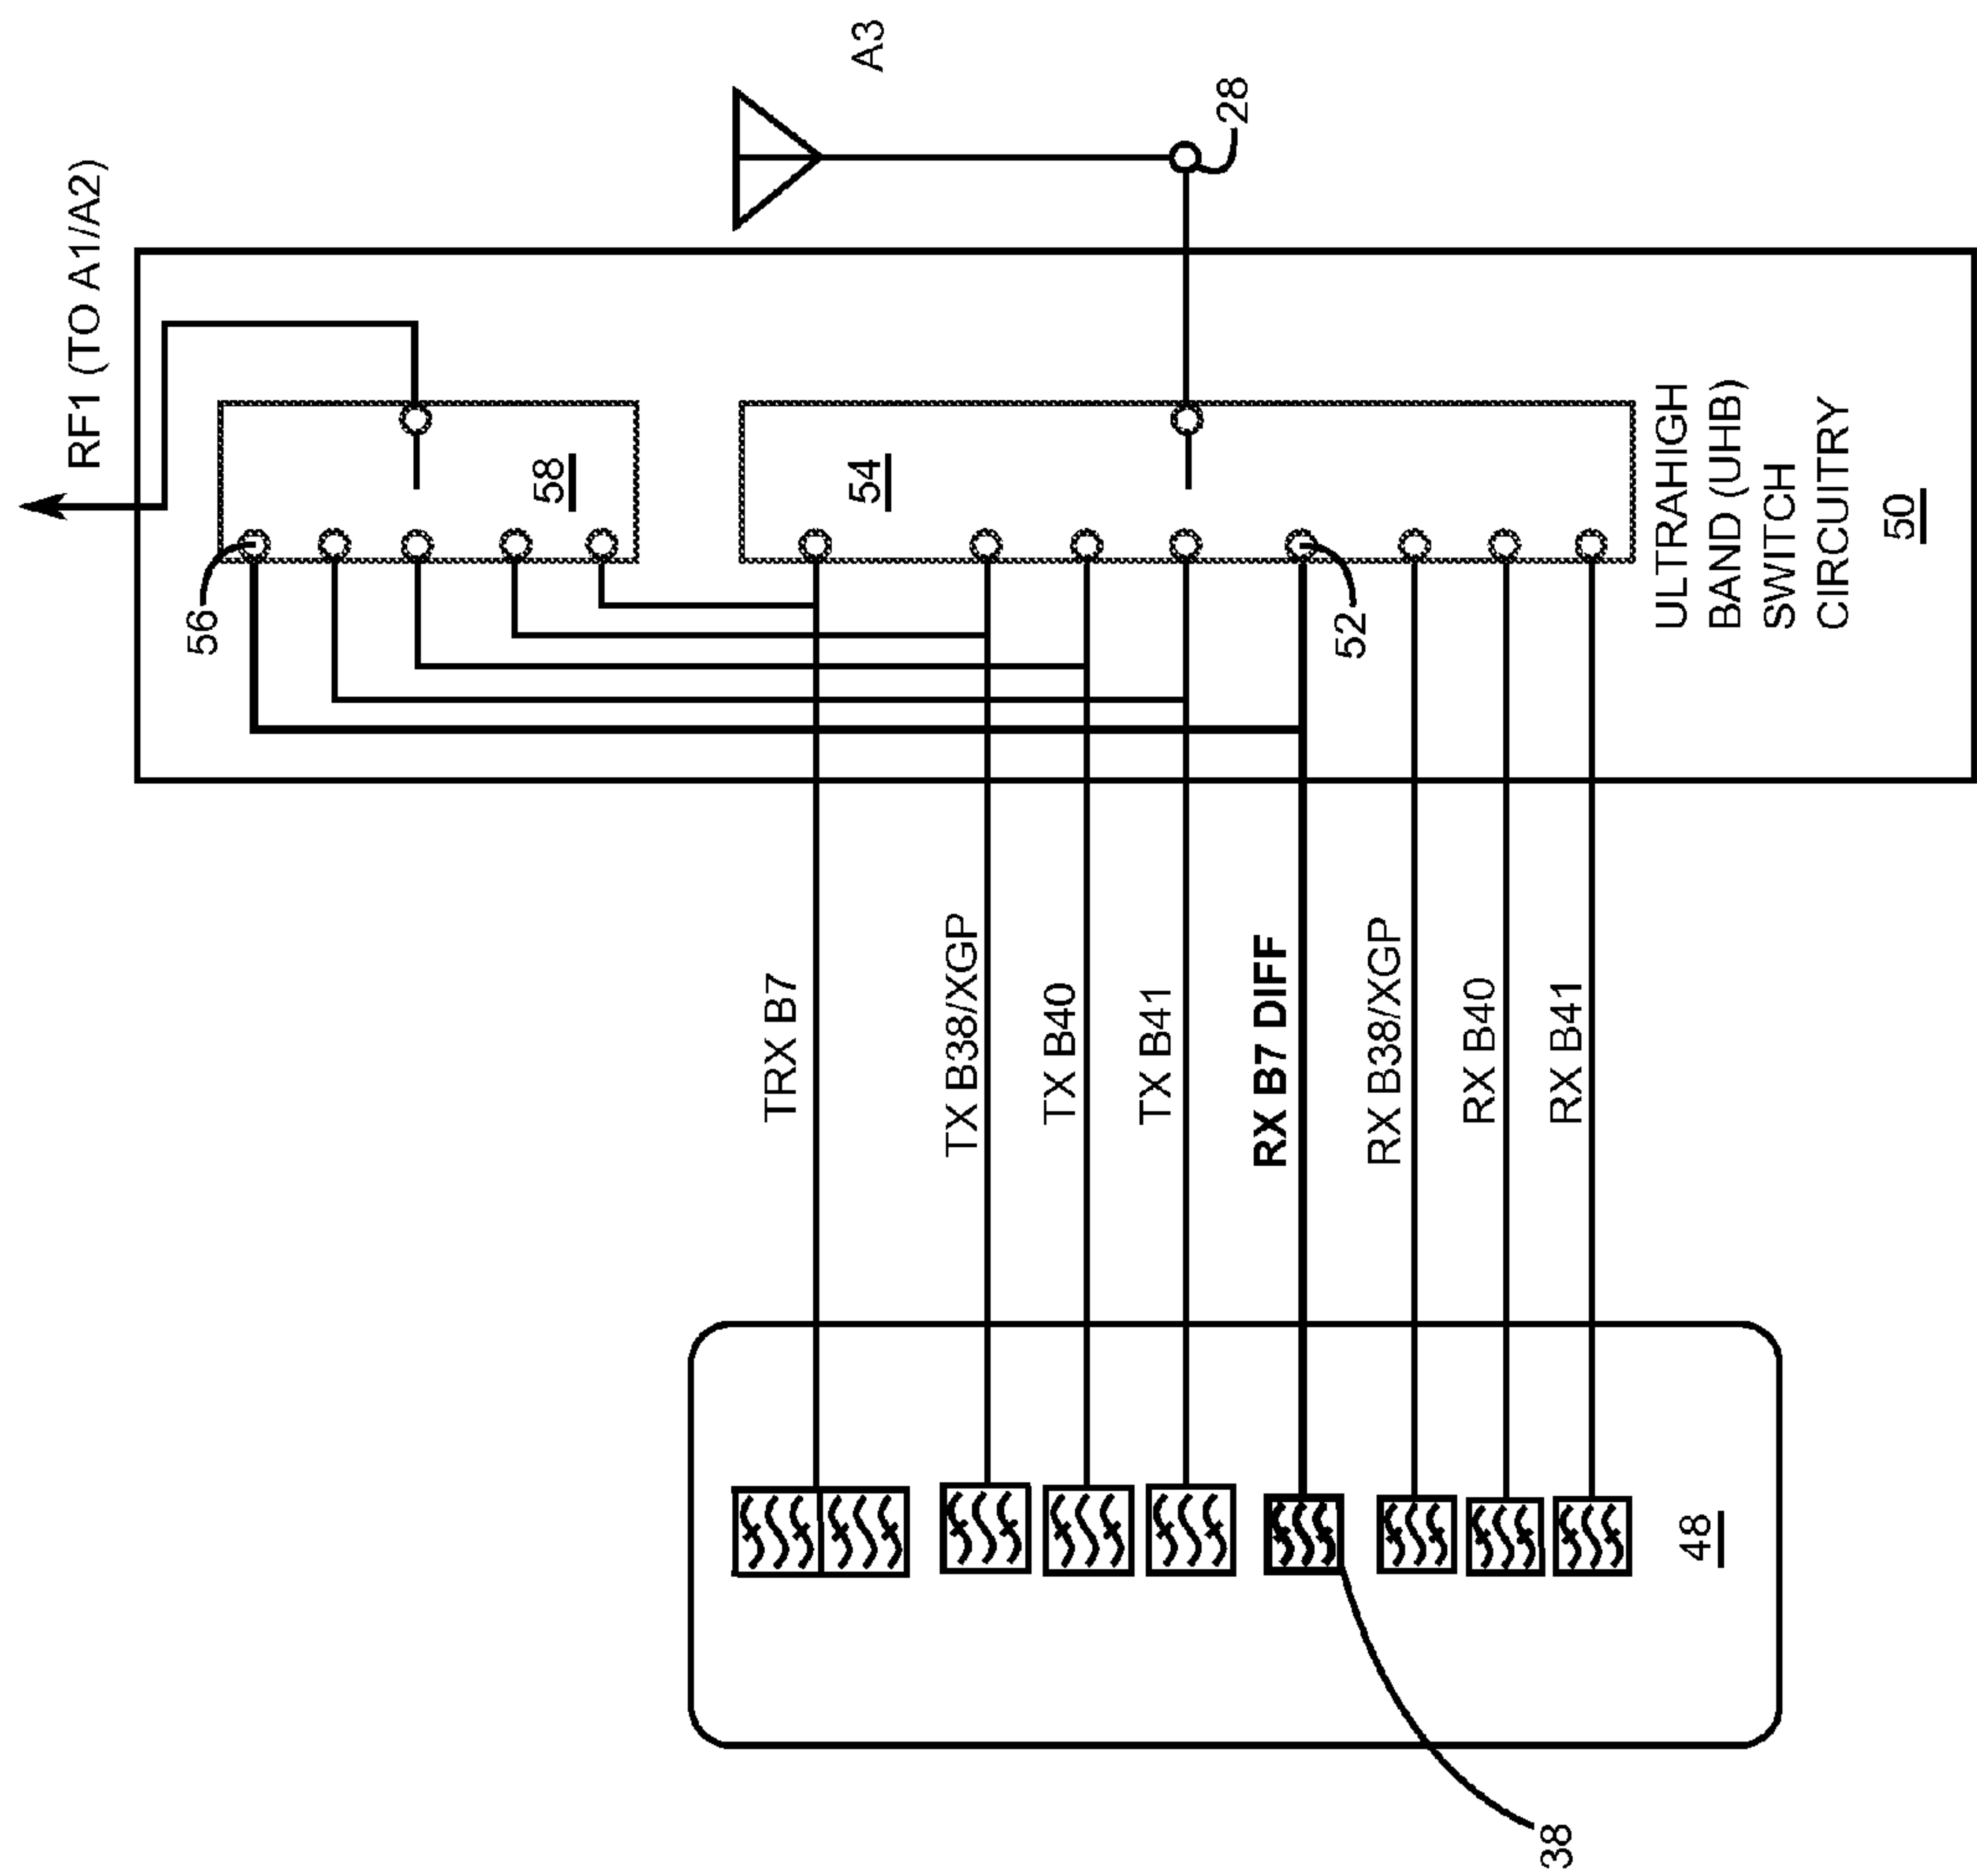 RF1 (TO A1/A2)
A3
28
56
58
54
52
ULTRAHIGH
BAND (UHB)
SWITCH
CIRCUITRY
50
TRX B7
TX B38/XGP
TX B40
TX B41
RX B7 DIFF
RX B38/XGP
RX B40
RX B41
48
38